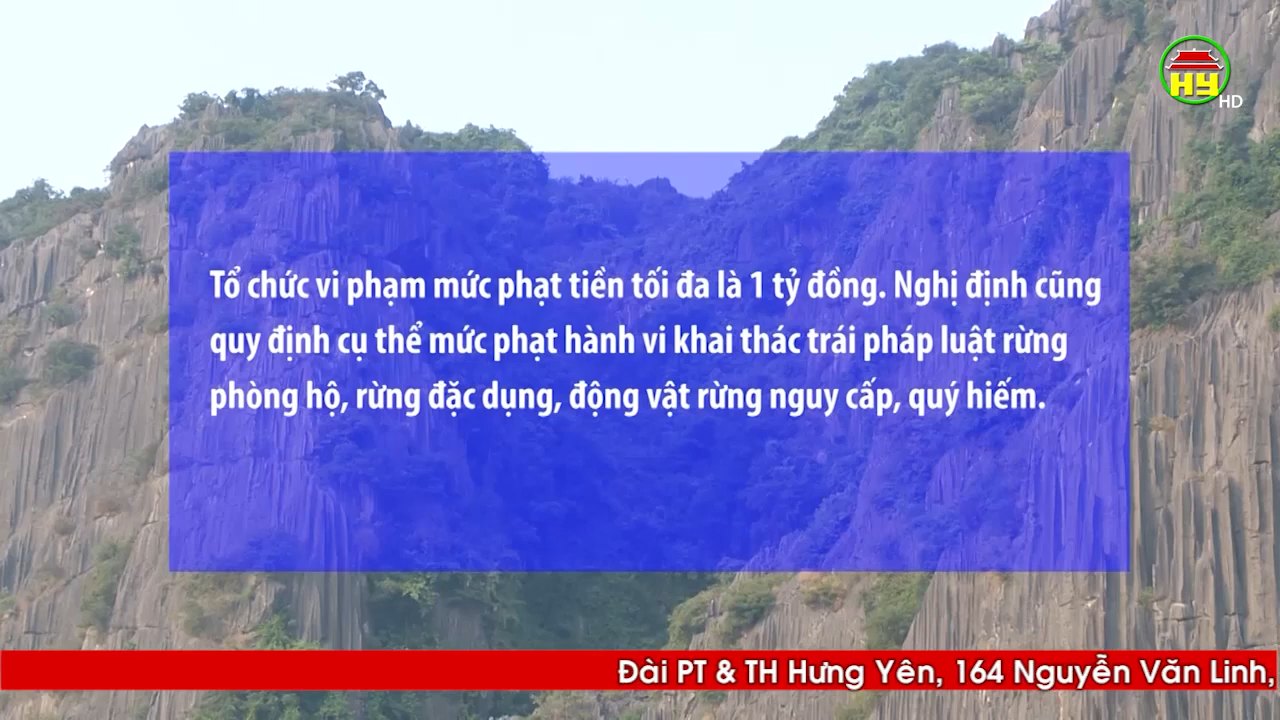 HY
HD
Tổ chức vi phạm mức phạt tiền tối đa là 1 tỷ đồng. Nghị định cũng
quy định cụ thể mức phạt hành vi khai thác trái pháp luật rừng
phòng hộ, rừng đặc dụng, động vật rừng nguy cấp, quý hiếm.
Đài PT & TH Hưng Yên, 164 Nguyễn Văn Linh,